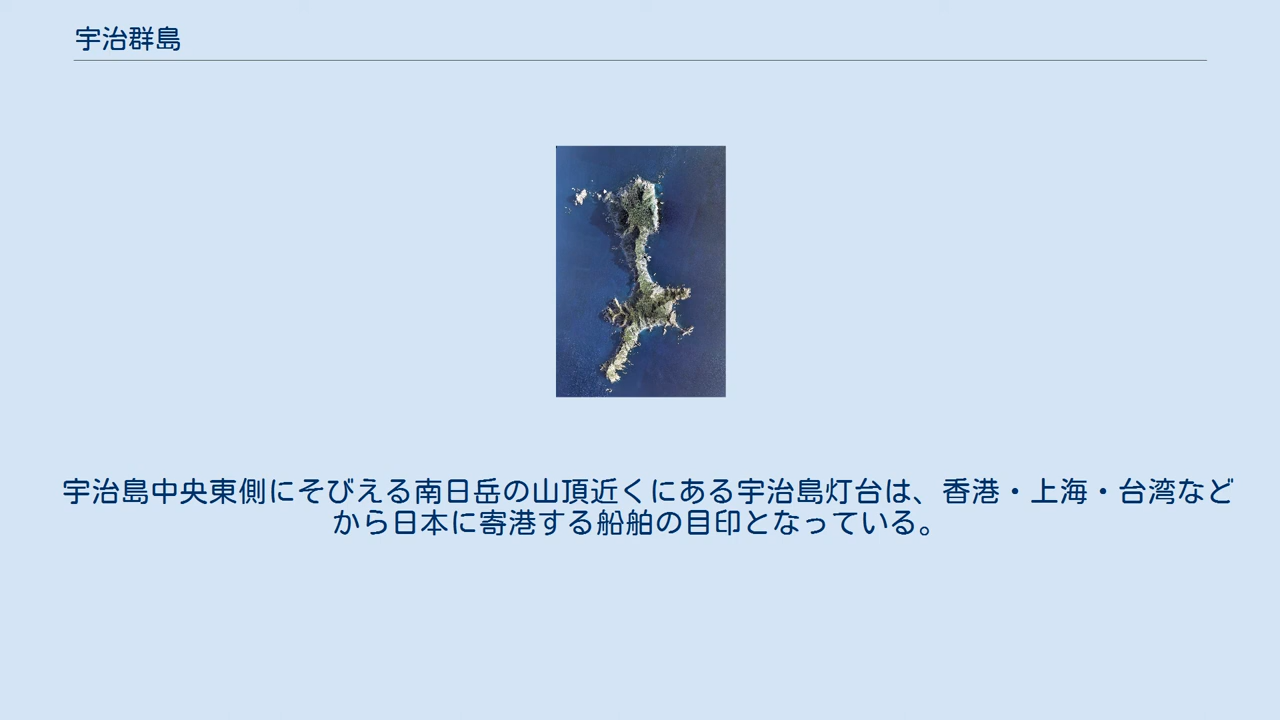 宇治群島
宇治島中央東側にそびえる南日岳の山頂近くにある宇治島灯台は、香港・上海・台湾など
から日本に寄港する船舶の目印となっている。